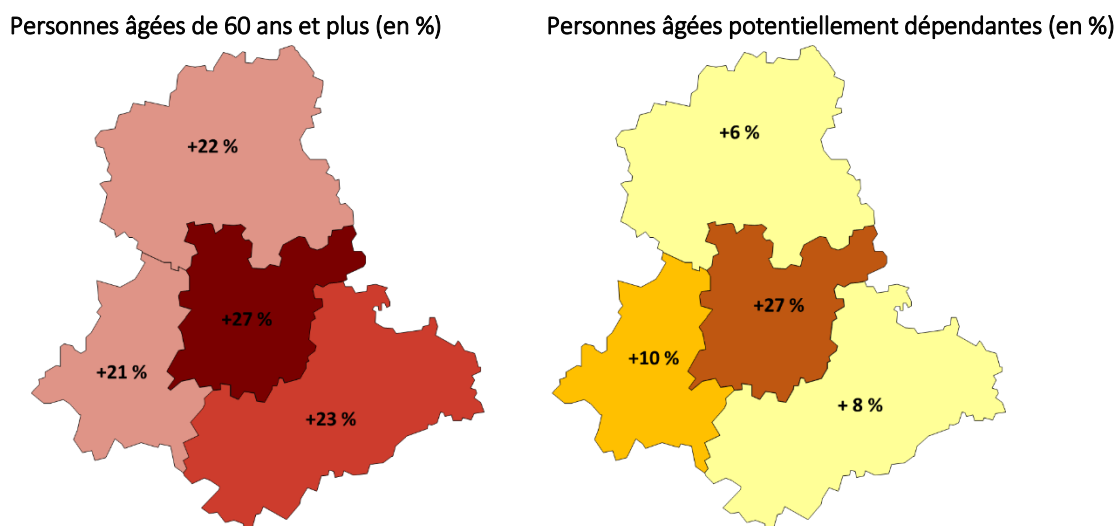 Personnes âgées de 60 ans et plus (en %)
+22 %
+27 %
+21 %
+23 %
Personnes âgées potentiellement dépendantes (en %)
+6 %
+27 %
+10 %
+ 8 %